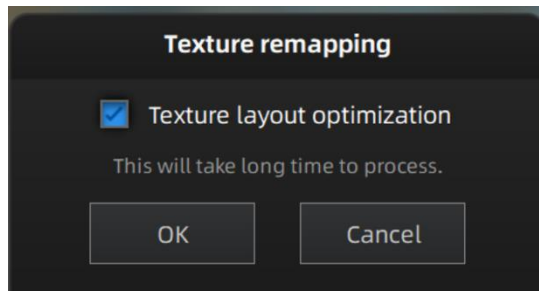 Texture remapping
Texture layout optimization
This will take long time to process.
OK
Cancel